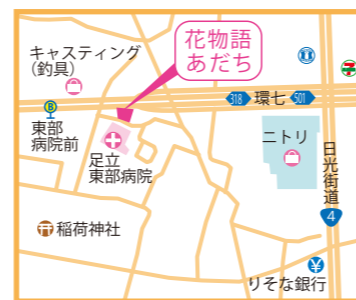 花物語
あだち
キャスティング
(釣具)
B
東部
病院前
足立
東部病院
318 環七 501
7
ニトリ
日光街道
4
稲荷神社
りそな銀行
¥